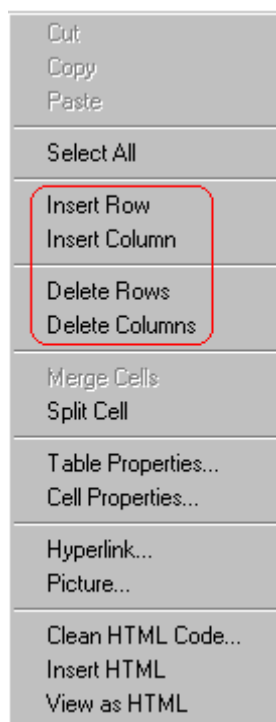 Cut
Copy
Paste
Select All
Insert Row
Insert Column
Delete Rows
Delete Columns
Merge Cells
Split Cell
Table Properties...
Cell Properties...
Hyperlink...
Picture...
Clean HTML Code...
Insert HTML
View as HTML